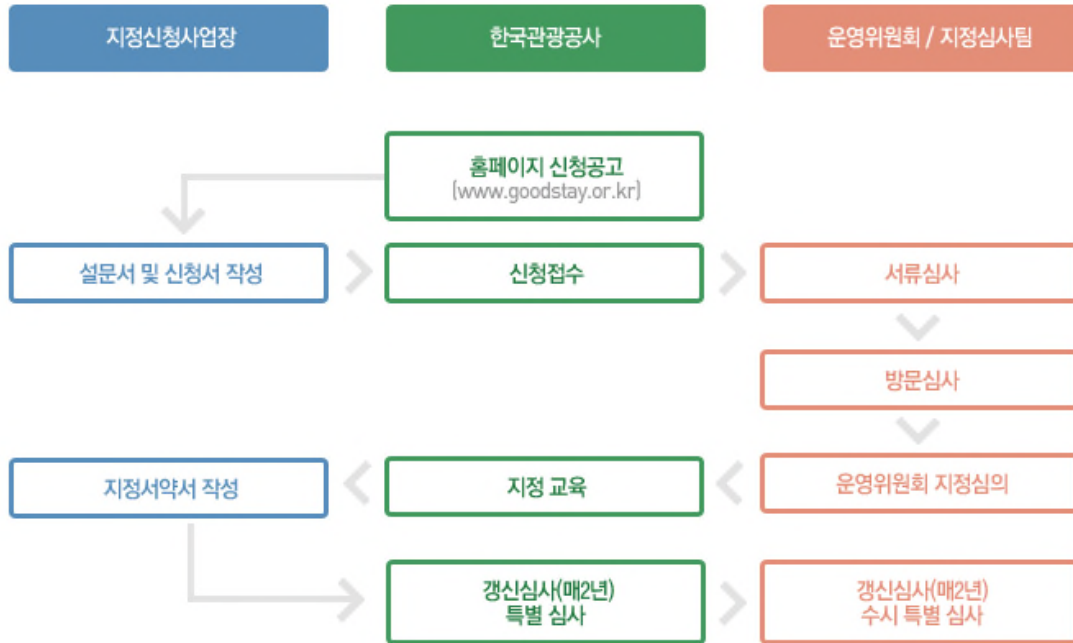 지정신청사업장
한국관광공사
운영위원회 / 지정심사팀
홈페이지 신청공고
(www.goodstay.or.kr)
설문서 및 신청서 작성
신청접수
서류심사
방문심사
지정서약서 작성
지정 교육
운영위원회 지정심의
갱신심사(매2년)
특별 심사
갱신심사(매2년)
수시 특별 심사